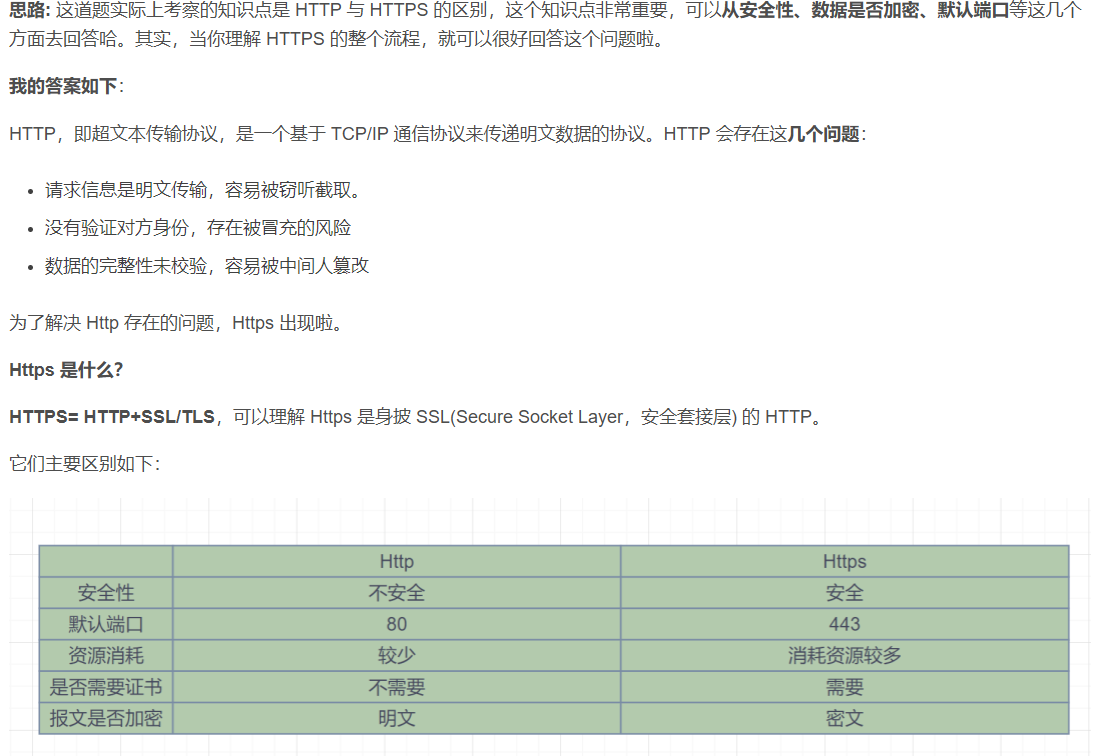 思路: 这道题实际上考察的知识点是 HTTP 与 HTTPS 的区别，这个知识点非常重要，可以从安全性、数据是否加密、默认端口等这几个
方面去回答哈。其实，当你理解 HTTPS 的整个流程，就可以很好回答这个问题啦。
我的答案如下:
HTTP，即超文本传输协议，是一个基于 TCP/IP 通信协议来传递明文数据的协议。HTTP 会存在这几个问题:
• 请求信息是明文传输，容易被窃听截取。
• 没有验证对方身份，存在被冒充的风险
• 数据的完整性未校验，容易被中间人篡改
为了解决 Http 存在的问题，Https 出现啦。
Https 是什么?
HTTPS= HTTP+SSL/TLS，可以理解 Https 是身披 SSL(Secure Socket Layer，安全套接层) 的 HTTP。
它们主要区别如下:
Http Https
安全性 不安全 安全
默认端口 80 443
资源消耗 较少 消耗资源较多
是否需要证书 不需要 需要
报文是否加密 明文 密文